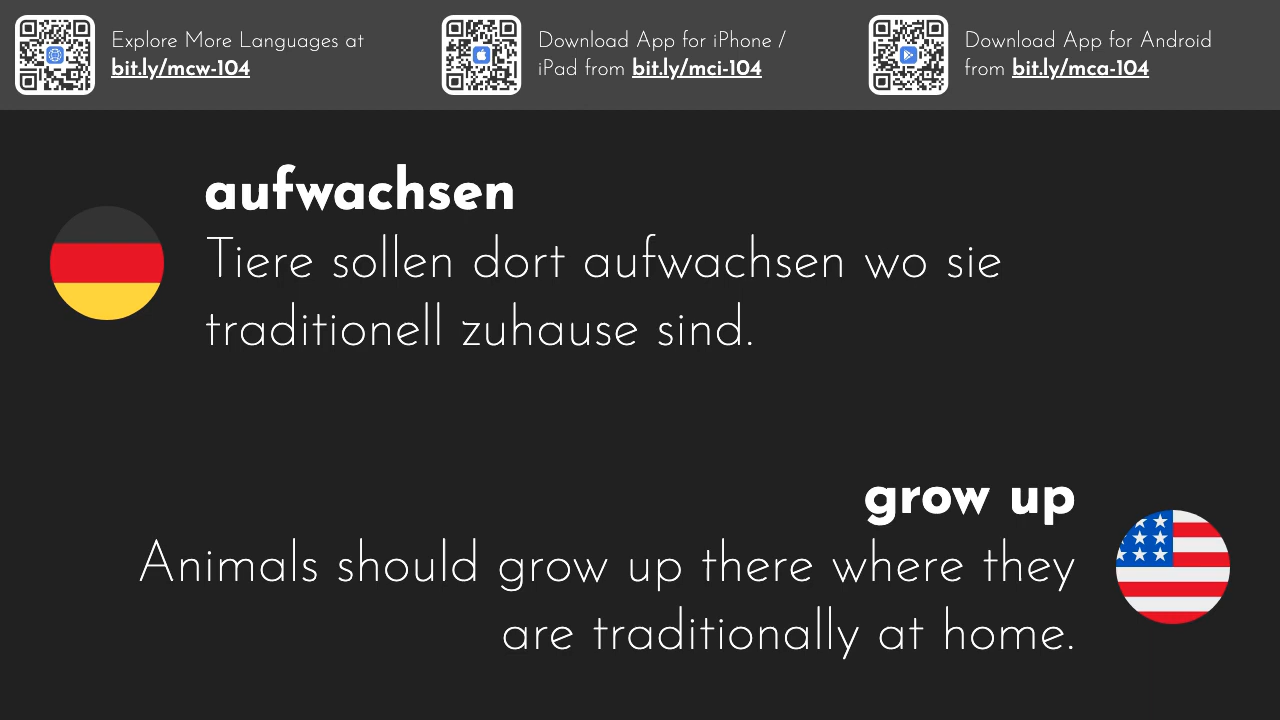 Explore More Languages at
bit.ly/mcw-104
Download App for iPhone /
iPad from bit.ly/mci-104
Download App for Android
from bit.ly/mca-104
aufwachsen
Tiere sollen dort aufwachsen wo sie
traditionell zuhause sind.
grow up
Animals should grow up there where they
are traditionally at home.